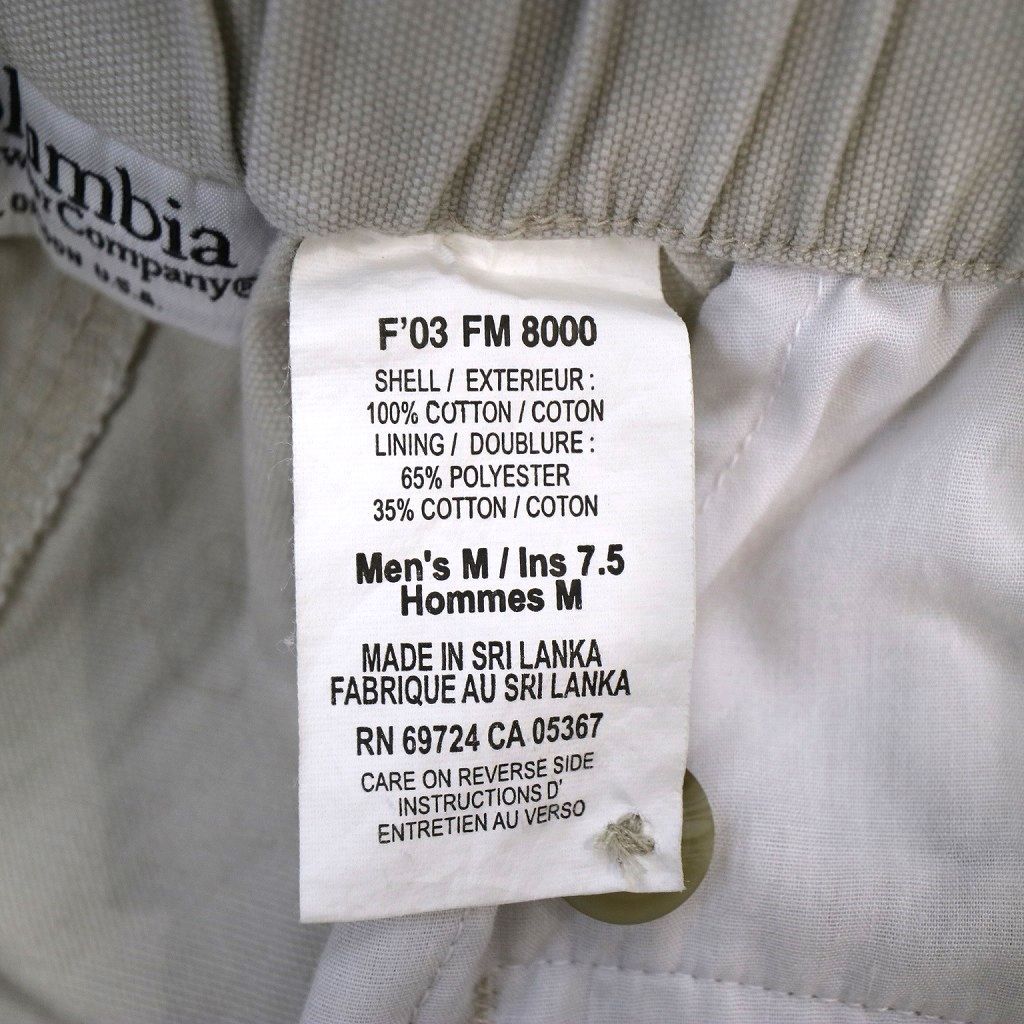 lumbia
Company®
U.S.A.
F'03 FM 8000
SHELL / EXTERIEUR :
100% COTTON / COTON
LINING / DOUBLURE :
65% POLYESTER
35% COTTON / COTON
Men's M / Ins 7.5
Hommes M
MADE IN SRI LANKA
FABRIQUE AU SRI LANKA
RN 69724 CA 05367
CARE ON REVERSE SIDE
INSTRUCTIONS D'
ENTRETIEN AU VERSO